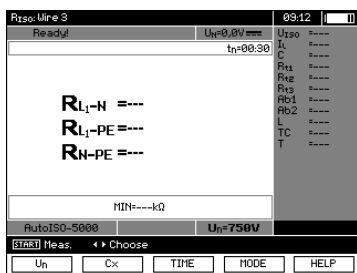 RISO: Wire 3 09:12
Ready! UN=0,0V
tn=00:30
RL1-N =---
RL1-PE =---
RN-PE =---
MIN=---kΩ
AutoISO-5000 Un=750V
UISO =----
IL =----
C =----
Rt1 =----
Rt2 =----
Rt3 =----
Ab1 =----
Ab2 =----
L =----
TC =----
T =----
START Meas. Choose
Un Cx TIME MODE HELP